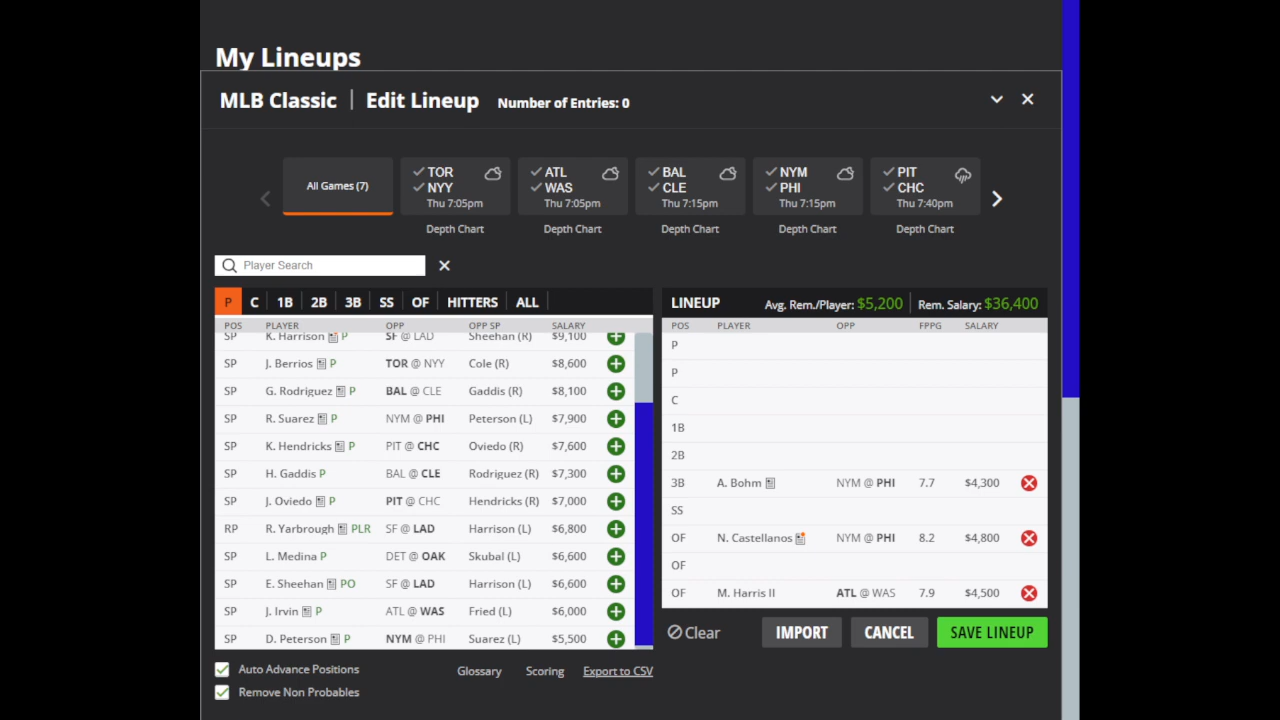 My Lineups
MLB Classic | Edit Lineup Number of Entries: 0
All Games (7)
TOR
NYY
Thu 7:05pm
Depth Chart
ATL
WAS
Thu 7:05pm
Depth Chart
BAL
CLE
Thu 7:15pm
Depth Chart
NYM
PHI
Thu 7:15pm
Depth Chart
PIT
CHC
Thu 7:40pm
Depth Chart
Player Search
P C 1B 2B 3B SS OF HITTERS ALL
POS PLAYER OPP OPP SP SALARY
SP K. Harrison P SF @ LAD Sheehan (R) $9,100
SP J. Berrios P TOR @ NYY Cole (R) $8,600
SP G. Rodriguez P BAL @ CLE Gaddis (R) $8,100
SP R. Suarez P NYM @ PHI Peterson (L) $7,900
SP K. Hendricks P PIT @ CHC Oviedo (R) $7,600
SP H. Gaddis P BAL @ CLE Rodriguez (R) $7,300
SP J. Oviedo P PIT @ CHC Hendricks (R) $7,000
RP R. Yarbrough PLR SF @ LAD Harrison (L) $6,800
SP L. Medina P DET @ OAK Skubal (L) $6,600
SP E. Sheehan PO SF @ LAD Harrison (L) $6,600
SP J. Irvin P ATL @ WAS Fried (L) $6,000
SP D. Peterson P NYM @ PHI Suarez (L) $5,500
Auto Advance Positions Glossary Scoring Export to CSV
Remove Non Probables
LINEUP Avg. Rem./Player: $5,200 Rem. Salary: $36,400
POS PLAYER OPP FPPG SALARY
P
P
C
1B
2B
3B A. Bohm NYM @ PHI 7.7 $4,300
SS
OF N. Castellanos NYM @ PHI 8.2 $4,800
OF
OF M. Harris II ATL @ WAS 7.9 $4,500
Clear IMPORT CANCEL SAVE LINEUP